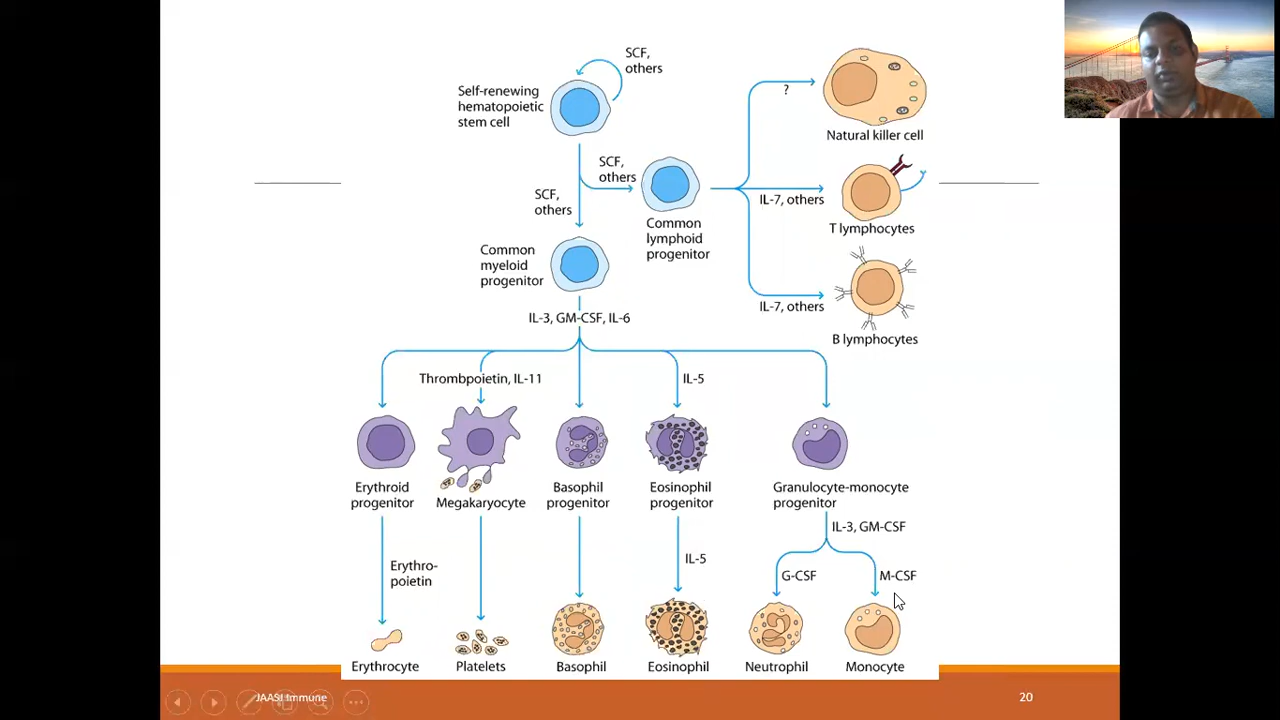 SCF,
others
Self-renewing
hematopoietic
stem cell
?
Natural killer cell
SCF,
others
SCF,
others
Common
lymphoid
progenitor
IL-7, others
T lymphocytes
Common
myeloid
progenitor
IL-7, others
B lymphocytes
IL-3, GM-CSF, IL-6
Thrombpoietin, IL-11
IL-5
Erythroid
progenitor
Megakaryocyte
Basophil
progenitor
Eosinophil
progenitor
Granulocyte-monocyte
progenitor
IL-3, GM-CSF
Erythro-
poietin
IL-5
G-CSF
M-CSF
Erythrocyte
Platelets
Basophil
Eosinophil
Neutrophil
Monocyte
Immune
20